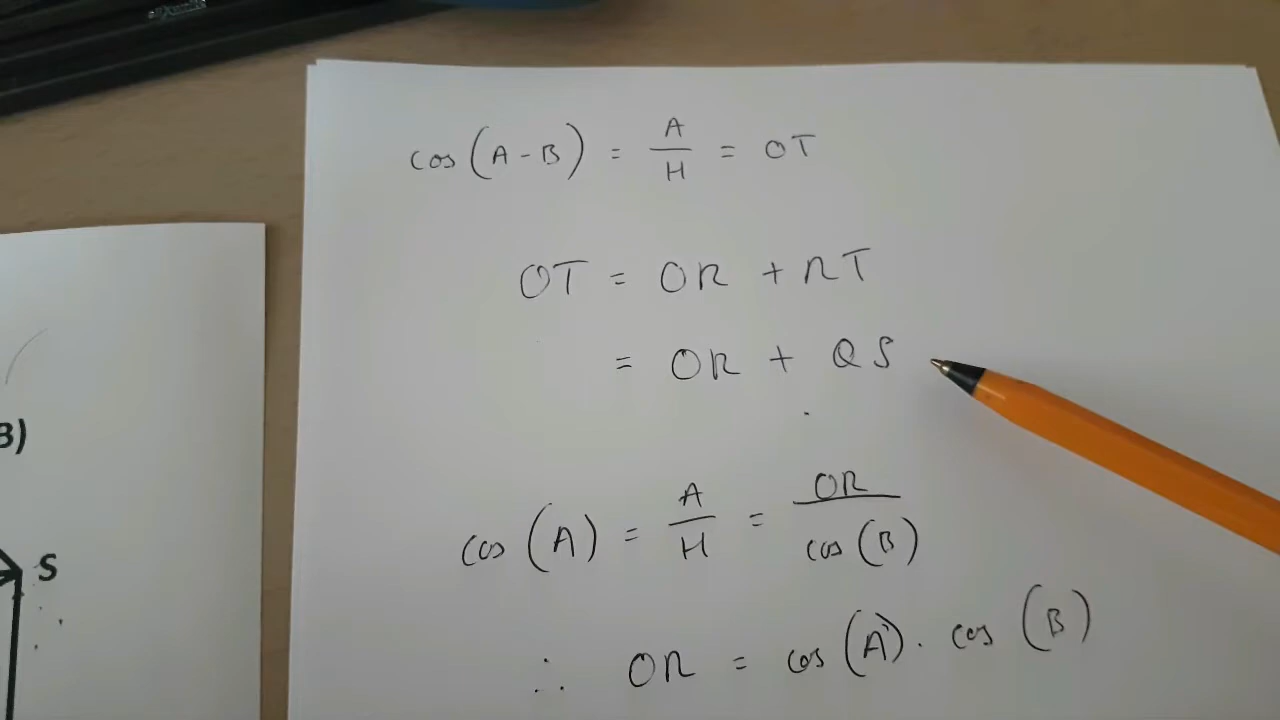 cos(A-B) = A/H = OT
OT = OR + RT
= OR + QS
B)
cos(A) = A/H = OR/cos(B)
S
∴ OR = cos(A) . cos(B)